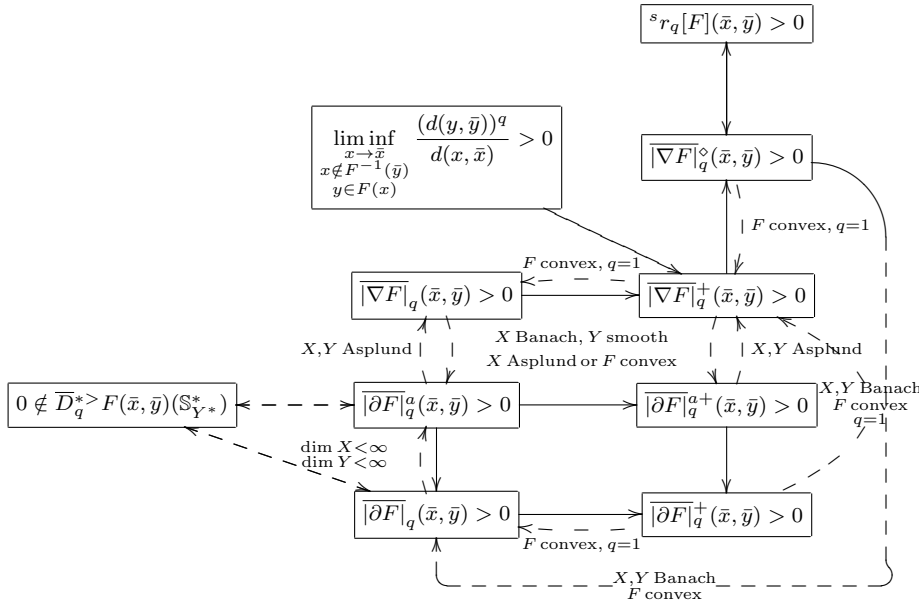 ${}^{s}r_q[F](\bar{x},\bar{y}) > 0$
$\liminf_{\substack{x\to\bar{x}\\ x\notin F^{-1}(\bar{y})\\ y\in F(x)}} \frac{(d(y,\bar{y}))^q}{d(x,\bar{x})} > 0$
$\overline{|\nabla F|}{}^{\diamond}_q(\bar{x},\bar{y}) > 0$
F convex, q=1
F convex, q=1
$\overline{|\nabla F|}_q(\bar{x},\bar{y}) > 0$
$\overline{|\nabla F|}{}^{+}_q(\bar{x},\bar{y}) > 0$
X Banach, Y smooth
X,Y Asplund
X Asplund or F convex
X,Y Asplund
$0 \notin \overline{D}{}^{*>}_q F(\bar{x},\bar{y})(\mathbb{S}^*_{Y^*})$
$\overline{|\partial F|}{}^{a}_q(\bar{x},\bar{y}) > 0$
$\overline{|\partial F|}{}^{a+}_q(\bar{x},\bar{y}) > 0$
X,Y Banach
F convex
q=1
dim X<∞
dim Y<∞
$\overline{|\partial F|}_q(\bar{x},\bar{y}) > 0$
$\overline{|\partial F|}{}^{+}_q(\bar{x},\bar{y}) > 0$
F convex, q=1
X,Y Banach
F convex